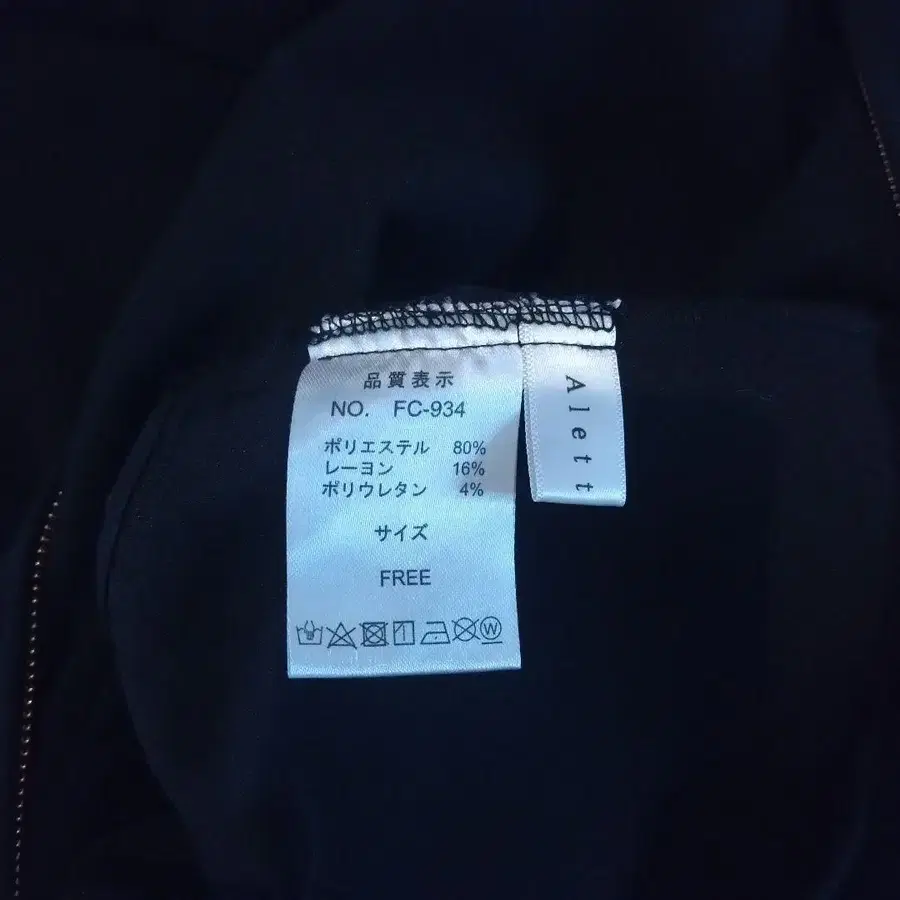 品質表示
NO. FC-934
ポリエステル 80%
レーヨン 16%
ポリウレタン 4%
サイズ
FREE
W
Alett